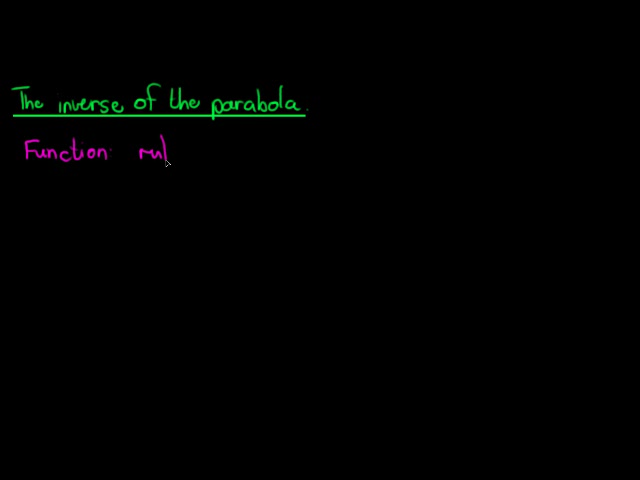 The inverse of the parabola.
Function: rul